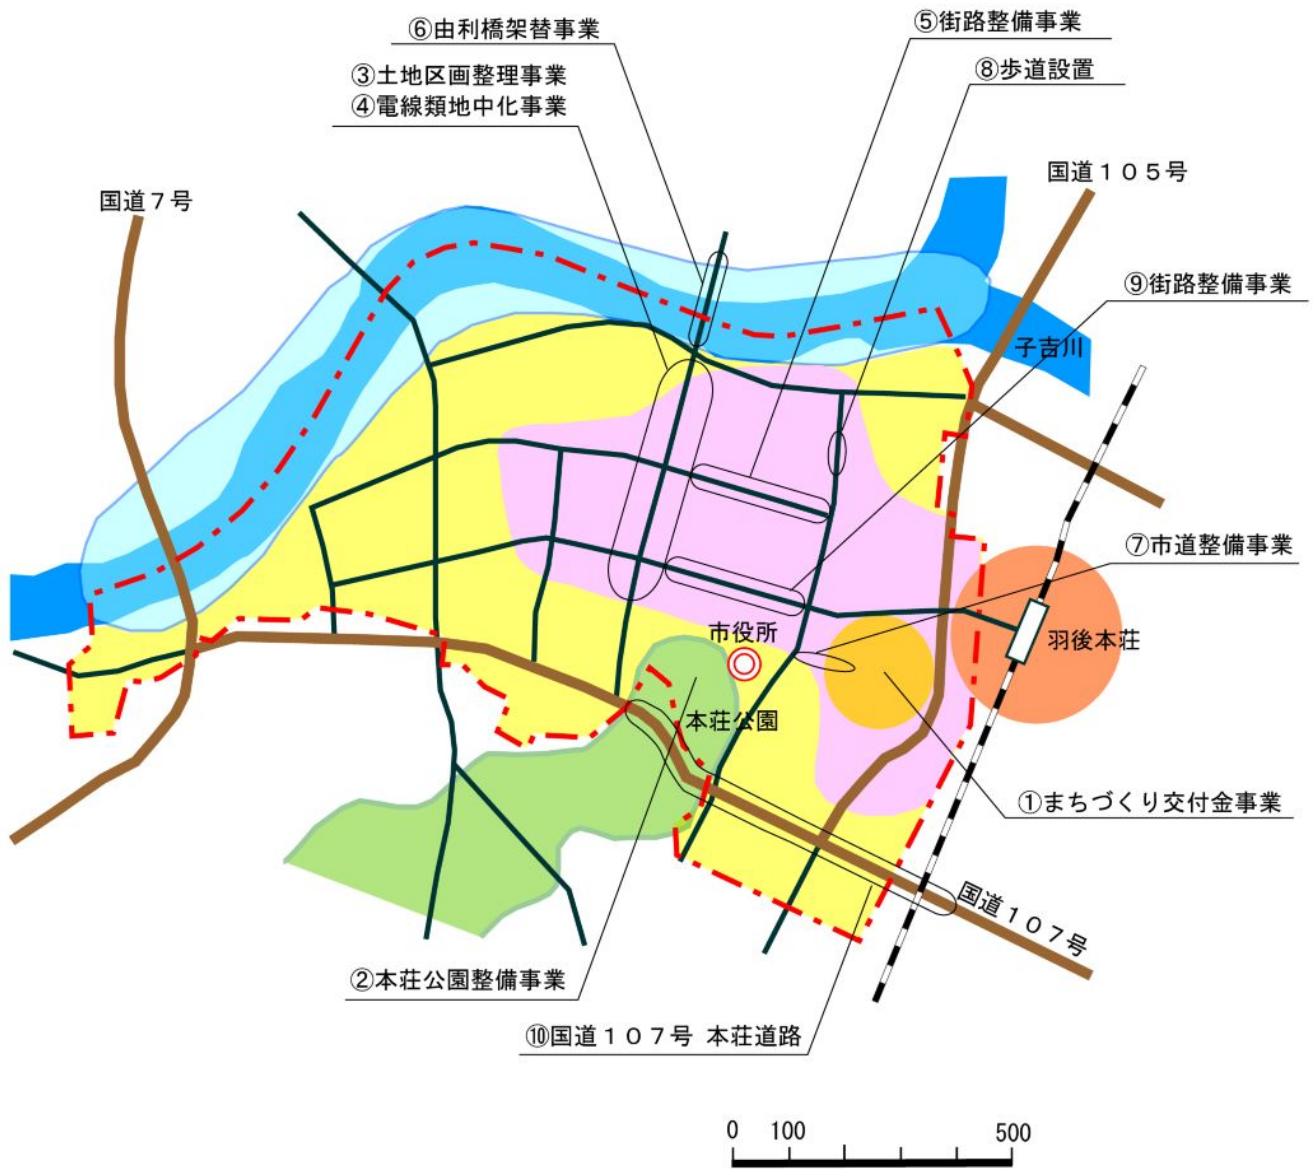 ⑥由利橋架替事業
⑤街路整備事業
③土地区画整理事業
④電線類地中化事業
⑧歩道設置
国道７号
国道１０５号
⑨街路整備事業
子吉川
⑦市道整備事業
市役所
羽後本荘
本荘公園
①まちづくり交付金事業
国道１０７号
②本荘公園整備事業
⑩国道１０７号 本荘道路
0 100 500